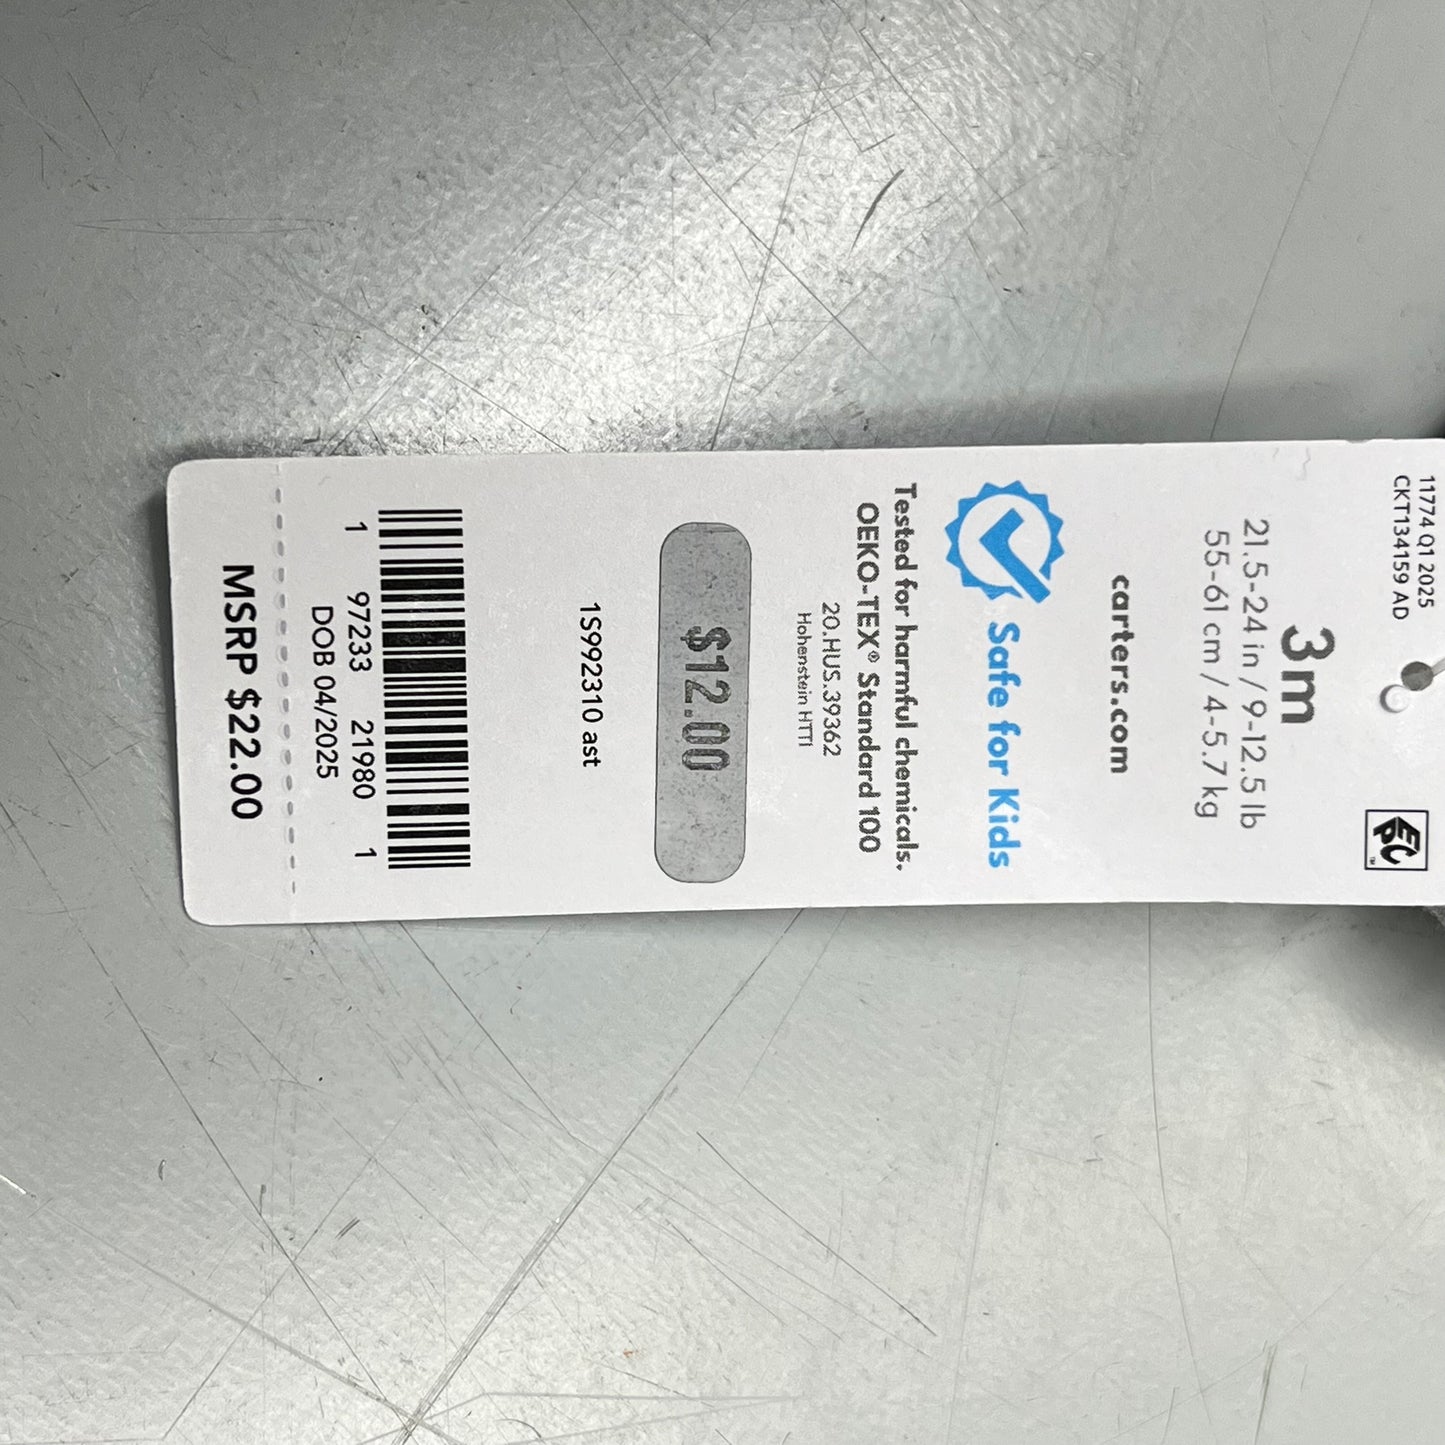 11774 Q1 2025
CKT134159 AD
EPC
™
3m
21.5-24 in / 9-12.5 lb
55-61 cm / 4-5.7 kg
carters.com
Safe for Kids
Tested for harmful chemicals.
OEKO-TEX® Standard 100
20.HUS.39362
Hohenstein HTTI
$12.00
1S992310 ast
1 97233 21980 1
DOB 04/2025
MSRP $22.00